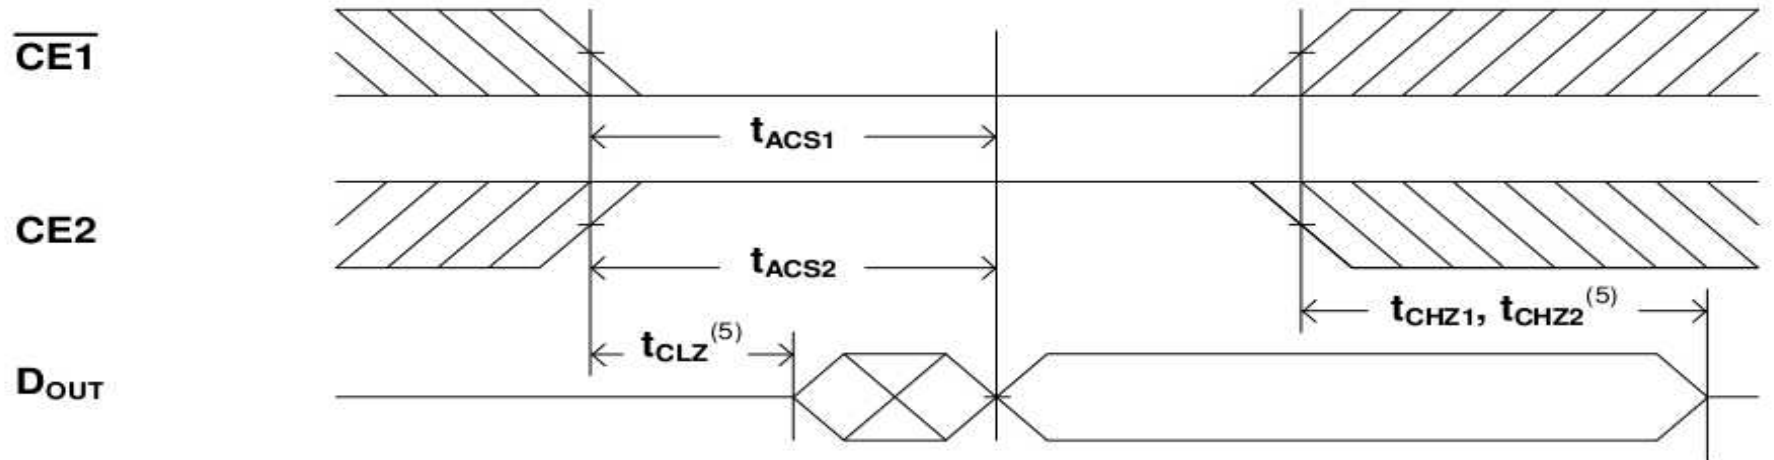 CE1
tACS1
CE2
tACS2
tCHZ1, tCHZ2(5)
tCLZ(5)
DOUT